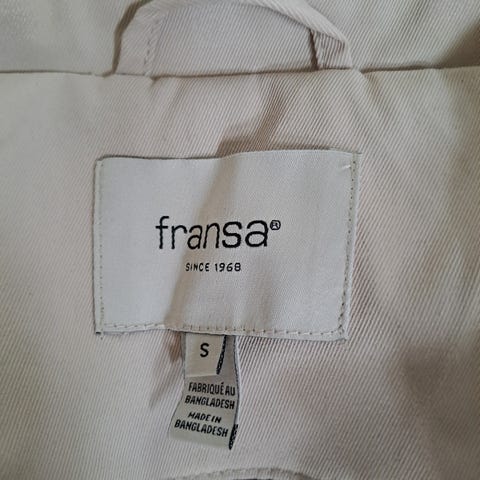 fransa®
SINCE 1968
S
FABRIQUÉ AU
BANGLADESH
MADE IN
BANGLADESH